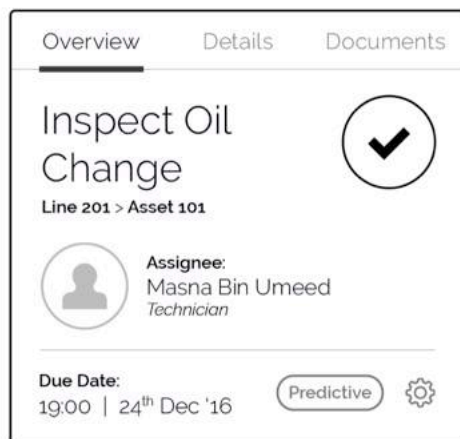 Overview Details Documents
Inspect Oil
Change
Line 201 > Asset 101
Assignee:
Masna Bin Umeed
Technician
Due Date:
19:00 | 24th Dec '16
Predictive